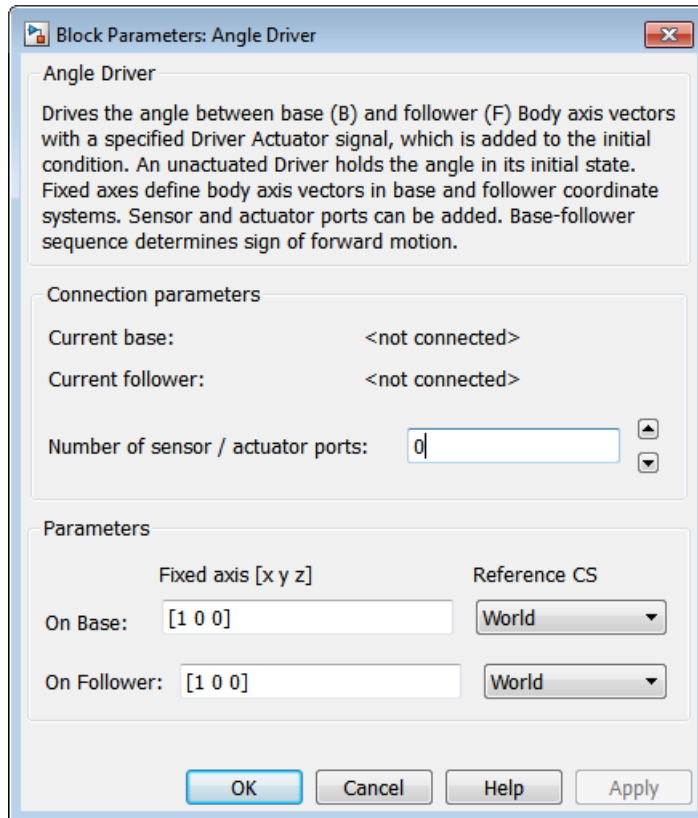 Block Parameters: Angle Driver
Angle Driver
Drives the angle between base (B) and follower (F) Body axis vectors
with a specified Driver Actuator signal, which is added to the initial
condition. An unactuated Driver holds the angle in its initial state.
Fixed axes define body axis vectors in base and follower coordinate
systems. Sensor and actuator ports can be added. Base-follower
sequence determines sign of forward motion.
Connection parameters
Current base: <not connected>
Current follower: <not connected>
Number of sensor / actuator ports: 0
Parameters
Fixed axis [x y z] Reference CS
On Base: [1 0 0] World
On Follower: [1 0 0] World
OK Cancel Help Apply